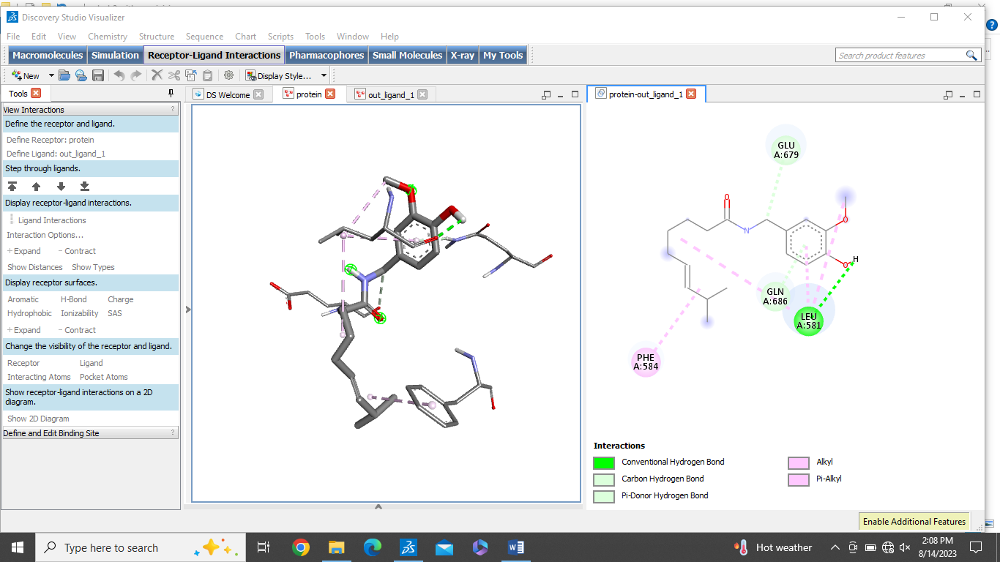 Discovery Studio Visualizer
File Edit View Chemistry Structure Sequence Chart Scripts Tools Window Help
Macromolecules Simulation Receptor-Ligand Interactions Pharmacophores Small Molecules X-ray My Tools
Search product features
New Display Style...
Tools
DS Welcome protein out_ligand_1
protein-out_ligand_1
View Interactions ?
Define the receptor and ligand.
Define Receptor: protein
Define Ligand: out_ligand_1
Step through ligands.
Display receptor-ligand interactions.
Ligand Interactions
Interaction Options...
+ Expand - Contract
Show Distances Show Types
Display receptor surfaces.
Aromatic H-Bond Charge
Hydrophobic Ionizability SAS
+ Expand - Contract
Change the visibility of the receptor and ligand.
Receptor Ligand
Interacting Atoms Pocket Atoms
Show receptor-ligand interactions on a 2D
diagram.
Show 2D Diagram
Define and Edit Binding Site ?
GLU
A:679
O
N
O
O
H
GLN
A:686
LEU
A:581
PHE
A:584
Interactions
Conventional Hydrogen Bond
Carbon Hydrogen Bond
Pi-Donor Hydrogen Bond
Alkyl
Pi-Alkyl
Enable Additional Features
Type here to search
Hot weather
2:08 PM
8/14/2023